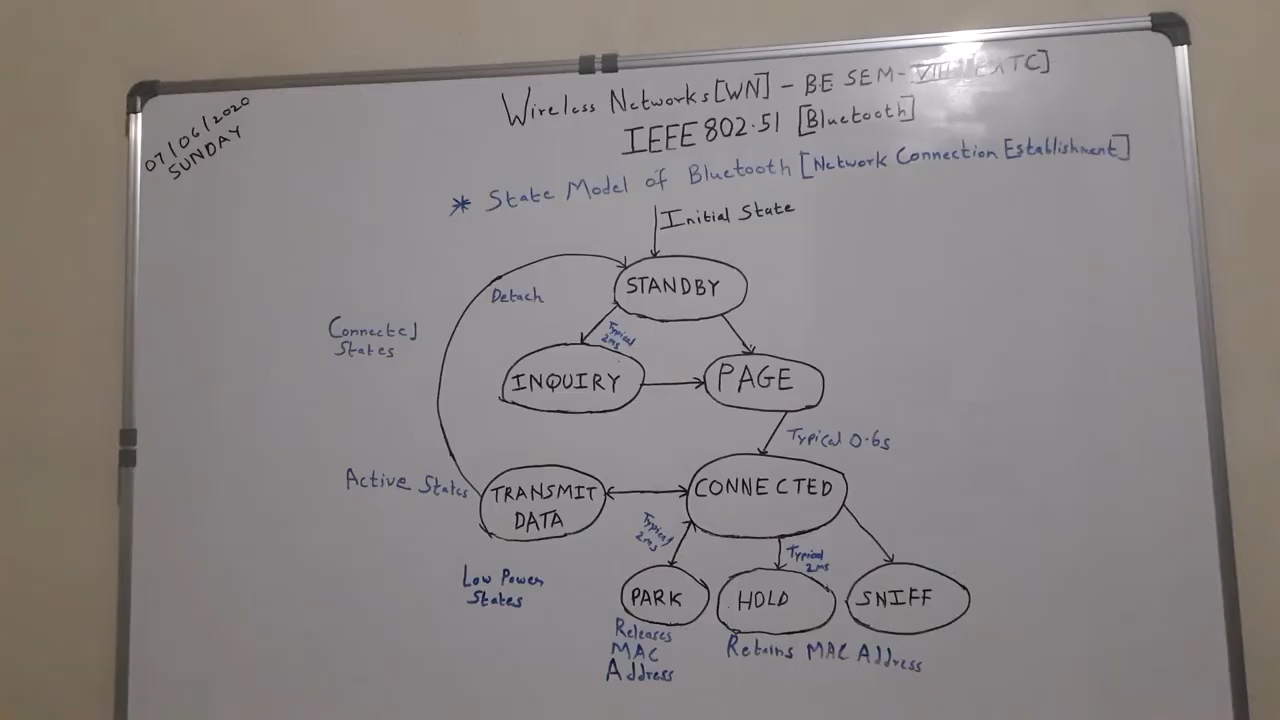 07/06/2020
SUNDAY
Wireless Networks [WN] - BE SEM-VIII [EXTC]
IEEE 802.51 [Bluetooth]
* State Model of Bluetooth [Network Connection Establishment]
Initial State
STANDBY
Detach
Connected
States
Typical
2ms
INQUIRY
PAGE
Typical 0.6s
Active States
TRANSMIT
DATA
CONNECTED
Typical
2ms
Typical
2ms
Low Power
States
PARK
HOLD
SNIFF
Releases
MAC
Address
Retains MAC Address